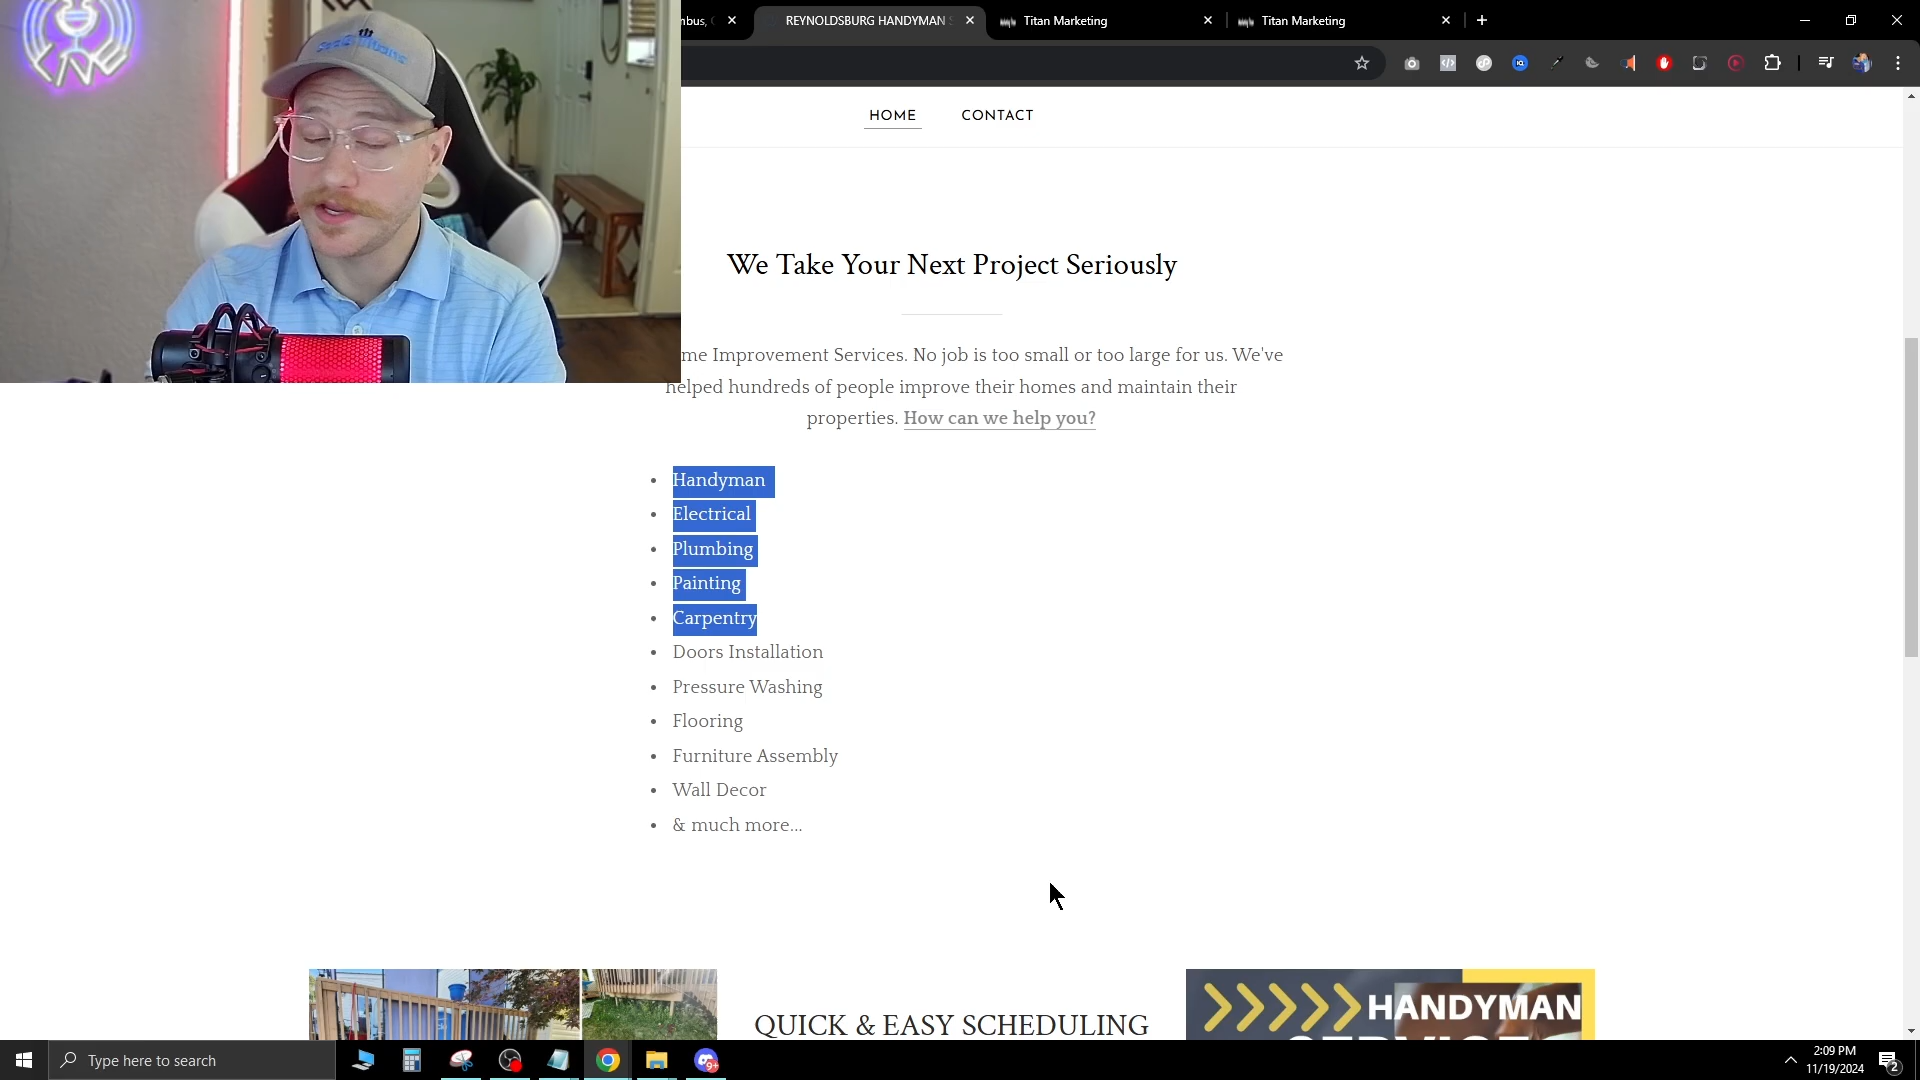 nbus,
REYNOLDSBURG HANDYMAN
Titan Marketing
Titan Marketing
HOME
CONTACT
We Take Your Next Project Seriously
me Improvement Services. No job is too small or too large for us. We've
helped hundreds of people improve their homes and maintain their
properties. How can we help you?
• Handyman
• Electrical
• Plumbing
• Painting
• Carpentry
• Doors Installation
• Pressure Washing
• Flooring
• Furniture Assembly
• Wall Decor
• & much more...
QUICK & EASY SCHEDULING
HANDYMAN
Type here to search
9+
2:09 PM
11/19/2024
2